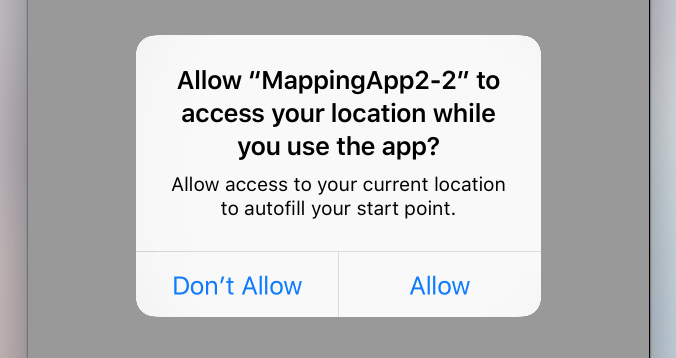 Allow “MappingApp2-2” to
access your location while
you use the app?
Allow access to your current location
to autofill your start point.
Don’t Allow
Allow